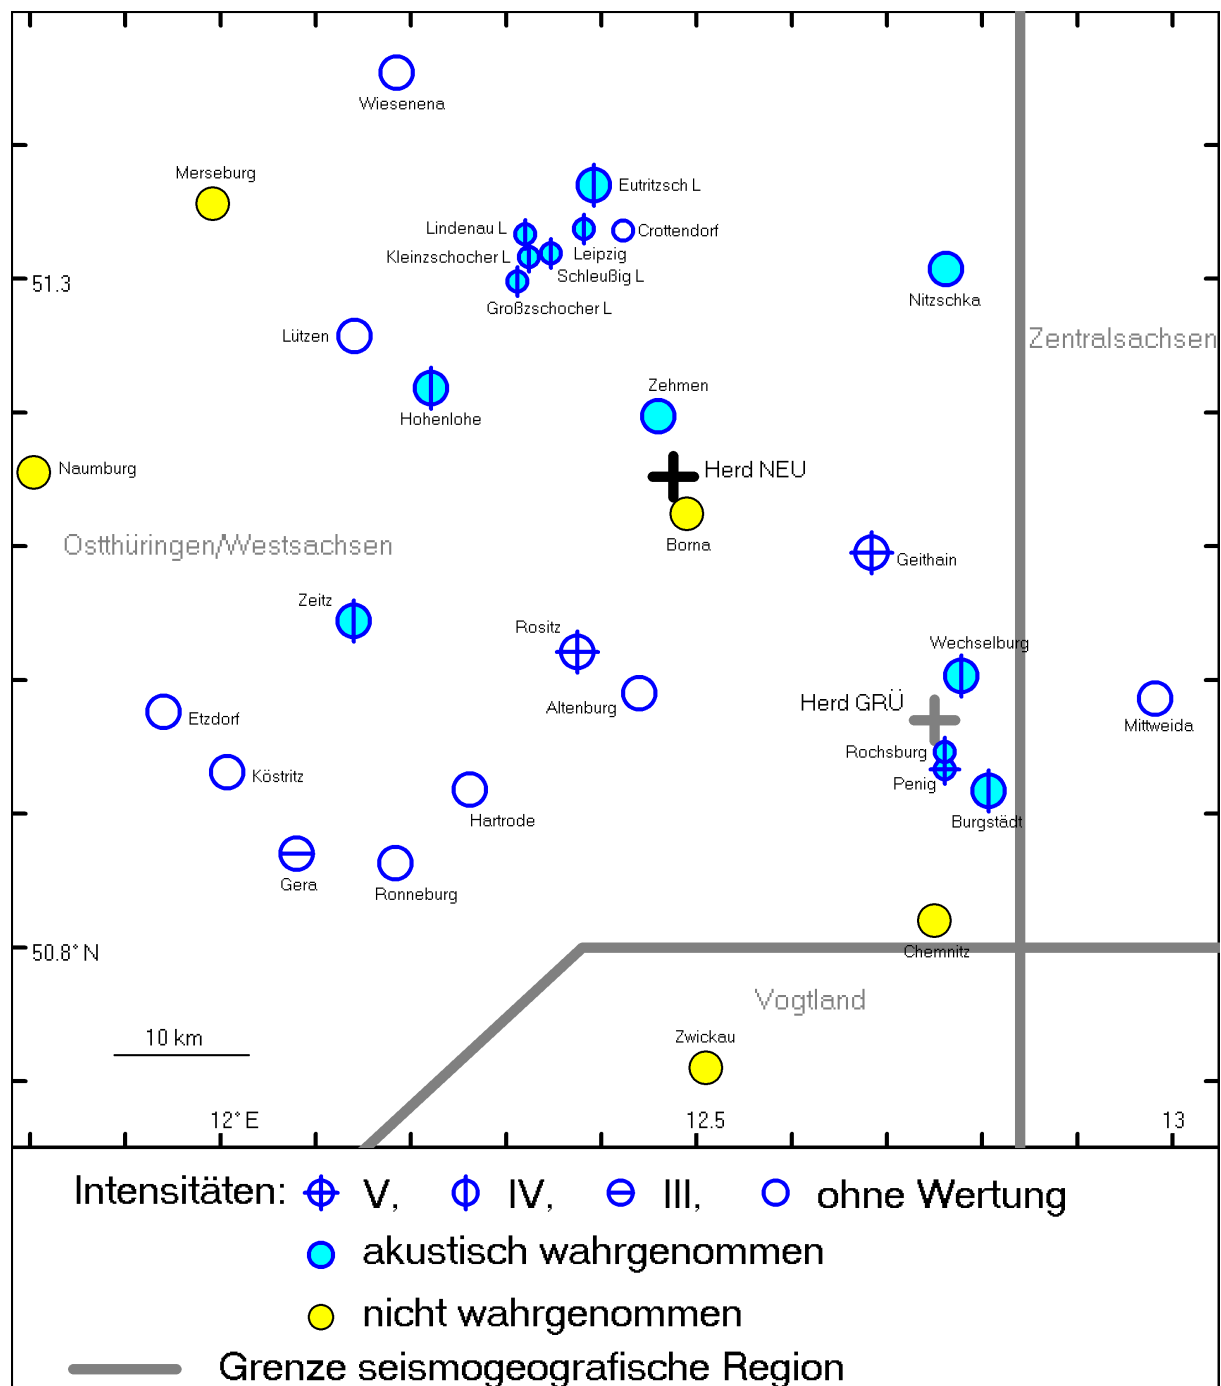 Wiesenena
Merseburg
Eutritzsch L
Lindenau L
Crottendorf
Leipzig
Kleinzschocher L
Schleußig L
Nitzschka
51.3
Großzschocher L
Lützen
Zentralsachsen
Zehmen
Hohenlohe
Naumburg
Herd NEU
Borna
Ostthüringen/Westsachsen
Geithain
Zeitz
Rositz
Wechselburg
Altenburg
Herd GRÜ
Etzdorf
Mittweida
Rochsburg
Köstritz
Penig
Hartrode
Burgstädt
Gera
Ronneburg
Chemnitz
50.8° N
Vogtland
10 km
Zwickau
12° E
12.5
13
Intensitäten: V, IV, III, ohne Wertung
akustisch wahrgenommen
nicht wahrgenommen
Grenze seismogeografische Region